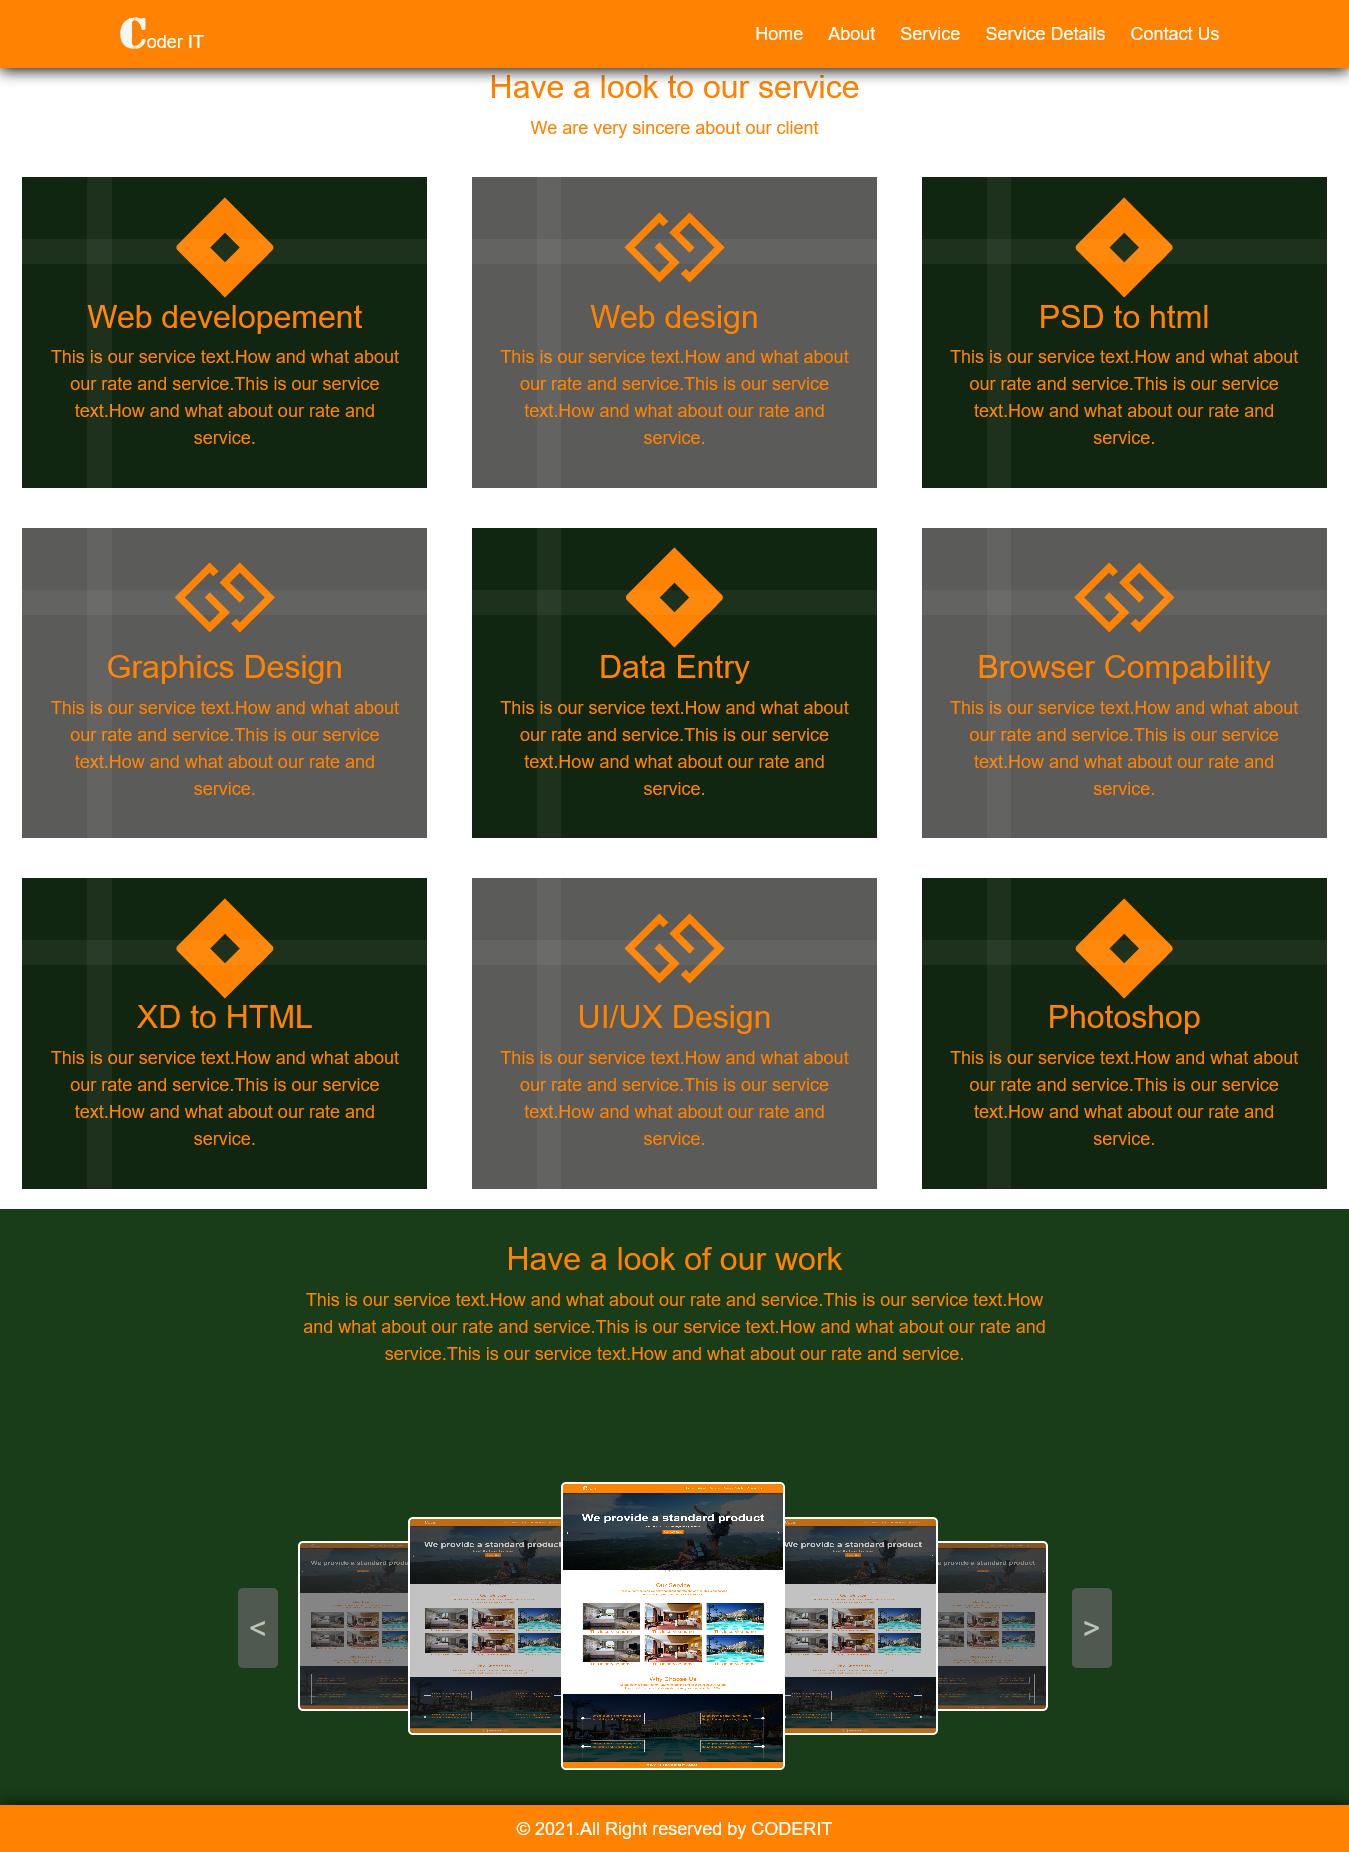 Coder IT
Home About Service Service Details Contact Us
Have a look to our service
We are very sincere about our client
Web developement
This is our service text.How and what about
our rate and service.This is our service
text.How and what about our rate and
service.
Web design
This is our service text.How and what about
our rate and service.This is our service
text.How and what about our rate and
service.
PSD to html
This is our service text.How and what about
our rate and service.This is our service
text.How and what about our rate and
service.
Graphics Design
This is our service text.How and what about
our rate and service.This is our service
text.How and what about our rate and
service.
Data Entry
This is our service text.How and what about
our rate and service.This is our service
text.How and what about our rate and
service.
Browser Compability
This is our service text.How and what about
our rate and service.This is our service
text.How and what about our rate and
service.
XD to HTML
This is our service text.How and what about
our rate and service.This is our service
text.How and what about our rate and
service.
UI/UX Design
This is our service text.How and what about
our rate and service.This is our service
text.How and what about our rate and
service.
Photoshop
This is our service text.How and what about
our rate and service.This is our service
text.How and what about our rate and
service.
Have a look of our work
This is our service text.How and what about our rate and service.This is our service text.How
and what about our rate and service.This is our service text.How and what about our rate and
service.This is our service text.How and what about our rate and service.
We provide a standard produ
We provide a standard product
We provide a standard product
We provide a standard product
provide a standard product
Our Service
Why Choose Us
<
>
© 2021.All Right reserved by CODERIT